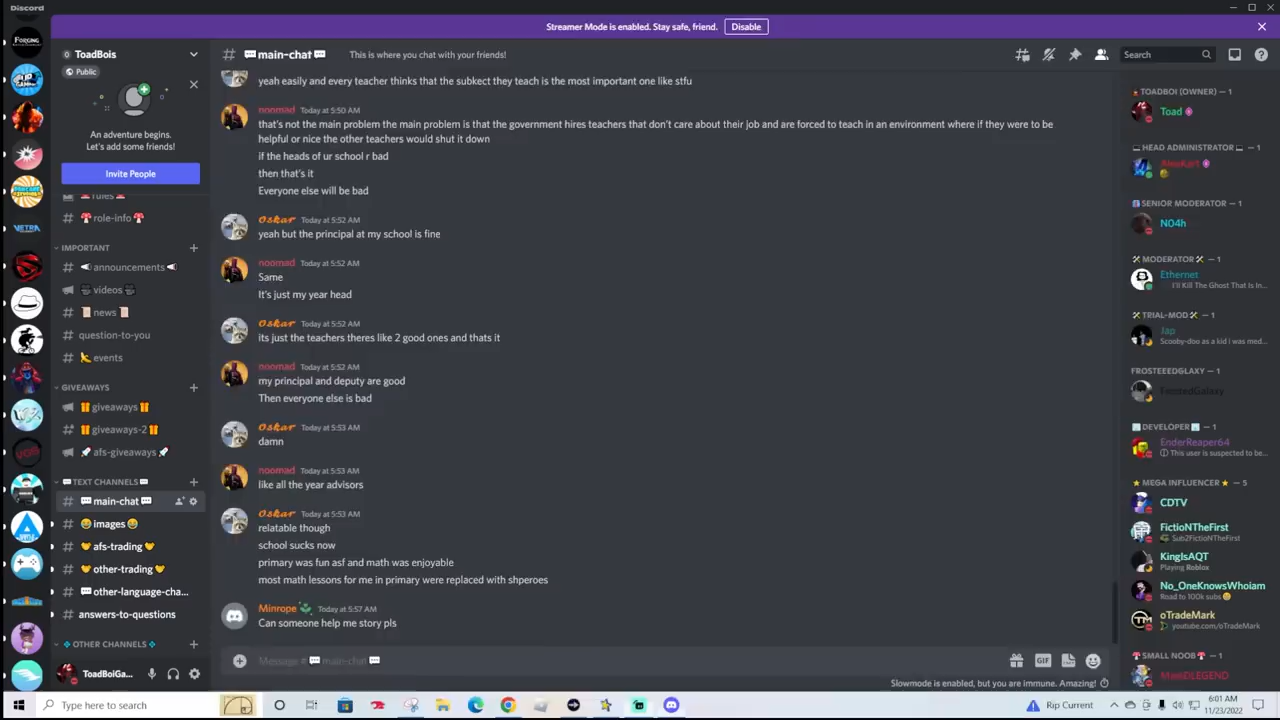 Discord
Streamer Mode is enabled. Stay safe, friend.
Disable
FORGING
VETRA
ToadBois
Public
An adventure begins.
Let's add some friends!
Invite People
rules
# role-info
IMPORTANT
announcements
videos
# news
# question-to-you
# events
GIVEAWAYS
giveaways
# giveaways-2
afs-giveaways
TEXT CHANNELS
# main-chat
# images
# afs-trading
# other-trading
# other-language-cha...
# answers-to-questions
OTHER CHANNELS
ToadBoiGa...
# main-chat
This is where you chat with your friends!
Search
yeah easily and every teacher thinks that the subkect they teach is the most important one like stfu
noomad Today at 5:50 AM
that's not the main problem the main problem is that the government hires teachers that don't care about their job and are forced to teach in an environment where if they were to be
helpful or nice the other teachers would shut it down
if the heads of ur school r bad
then that's it
Everyone else will be bad
Oskar Today at 5:52 AM
yeah but the principal at my school is fine
noomad Today at 5:52 AM
Same
It's just my year head
Oskar Today at 5:52 AM
its just the teachers theres like 2 good ones and thats it
noomad Today at 5:52 AM
my principal and deputy are good
Then everyone else is bad
Oskar Today at 5:53 AM
damn
noomad Today at 5:53 AM
like all the year advisors
Oskar Today at 5:53 AM
relatable though
school sucks now
primary was fun asf and math was enjoyable
most math lessons for me in primary were replaced with shperoes
Minrope Today at 5:57 AM
Can someone help me story pls
Message # main-chat
GIF
Slowmode is enabled, but you are immune. Amazing!
TOADBOI (OWNER) — 1
Toad
HEAD ADMINISTRATOR — 1
SENIOR MODERATOR — 1
N04h
MODERATOR — 1
Ethernet
I'll Kill The Ghost That Is In...
TRIAL-MOD — 1
Jap
Scooby-doo as a kid i was med...
FROSTEEEDGLAXY — 1
FrostedGalaxy
DEVELOPER — 1
EnderReaper64
This user is suspected to be...
MEGA INFLUENCER — 5
CDTV
FictioNTheFirst
Sub2FictioNTheFirst
KingIsAQT
Playing Roblox
No_OneKnowsWhoiam
Road to 100k subs
oTradeMark
youtube.com/oTradeMark
SMALL NOOB — 1
Type here to search
Rip Current
6:01 AM
11/23/2022